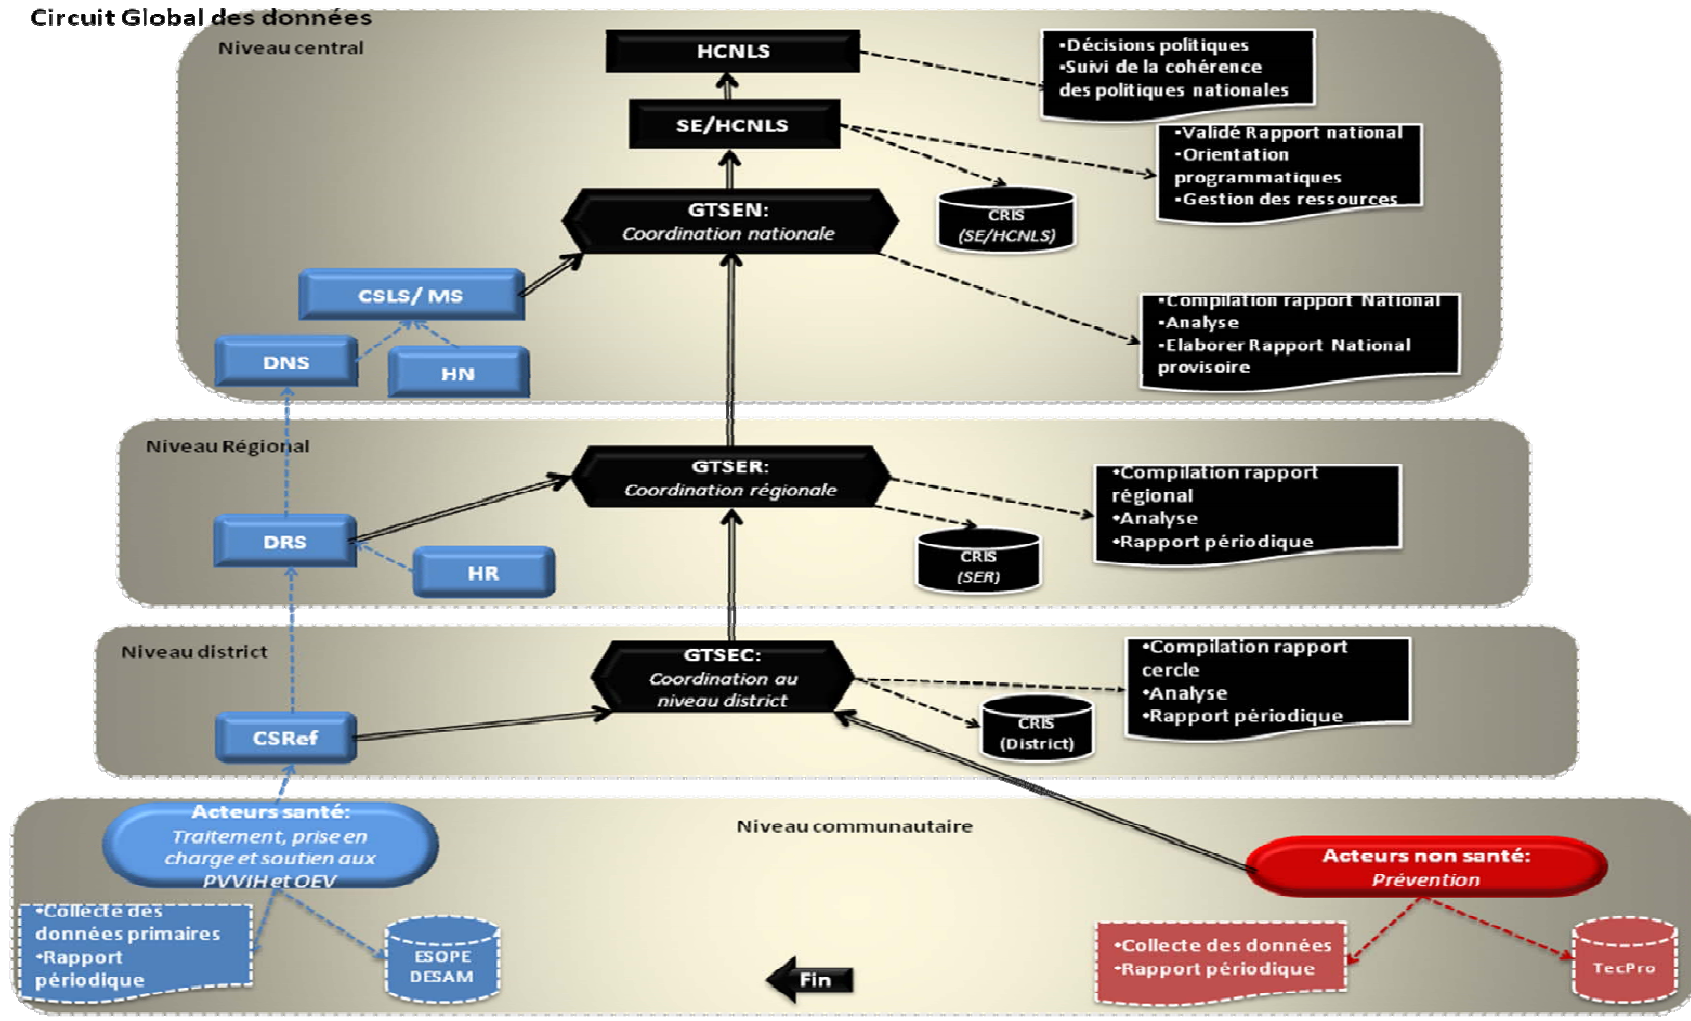 Circuit Global des données
Niveau central
HCNLS
•Décisions politiques
•Suivi de la cohérence
des politiques nationales
SE/HCNLS
•Validé Rapport national
•Orientation
programmatiques
•Gestion des ressources
GTSEN:
Coordination nationale
CRIS
(SE/HCNLS)
CSLS/ MS
DNS
HN
•Compilation rapport National
•Analyse
•Elaborer Rapport National
provisoire
Niveau Régional
GTSER:
Coordination régionale
•Compilation rapport
régional
•Analyse
•Rapport périodique
DRS
HR
CRIS
(SER)
Niveau district
GTSEC:
Coordination au
niveau district
•Compilation rapport
cercle
•Analyse
•Rapport périodique
CSRef
CRIS
(District)
Niveau communautaire
Acteurs santé:
Traitement, prise en
charge et soutien aux
PVVIH et OEV
Acteurs non santé:
Prévention
•Collecte des
données primaires
•Rapport
périodique
ESOPE
DESAM
Fin
•Collecte des données
•Rapport périodique
TecPro